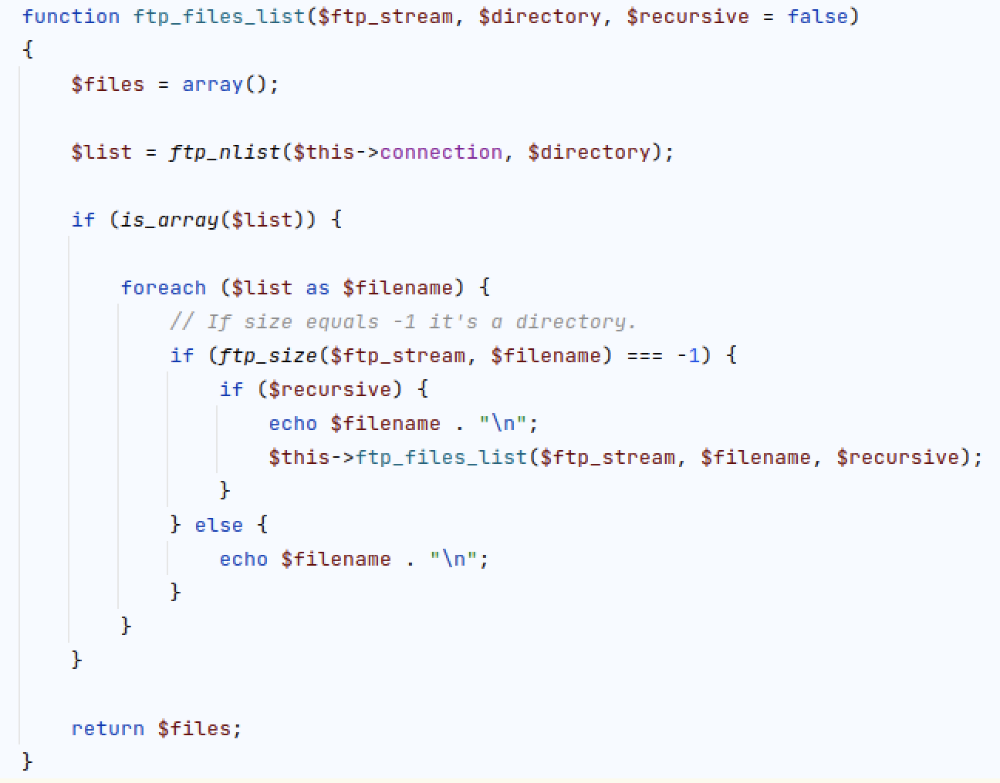 function ftp_files_list($ftp_stream, $directory, $recursive = false)
{
    $files = array();

    $list = ftp_nlist($this->connection, $directory);

    if (is_array($list)) {

        foreach ($list as $filename) {
            // If size equals -1 it's a directory.
            if (ftp_size($ftp_stream, $filename) === -1) {
                if ($recursive) {
                    echo $filename . "\n";
                    $this->ftp_files_list($ftp_stream, $filename, $recursive);
                }
            } else {
                echo $filename . "\n";
            }
        }
    }

    return $files;
}